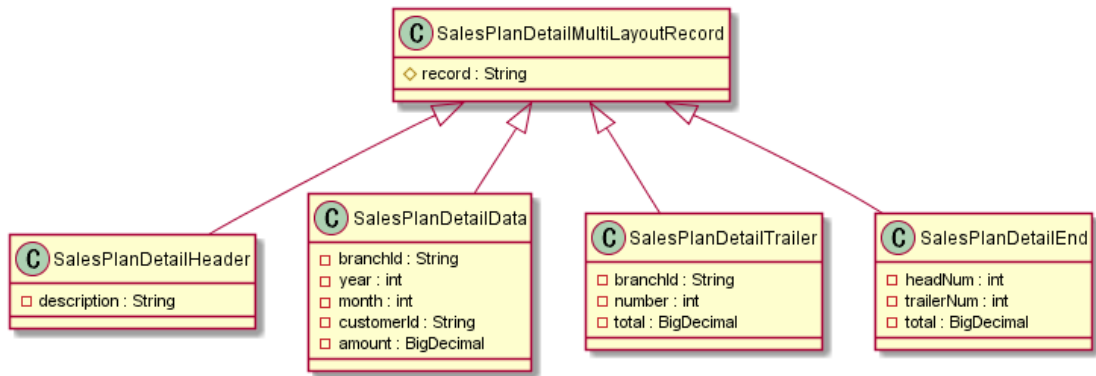 C SalesPlanDetailMultiLayoutRecord
record : String
C SalesPlanDetailHeader
description : String
C SalesPlanDetailData
branchId : String
year : int
month : int
customerId : String
amount : BigDecimal
C SalesPlanDetailTrailer
branchId : String
number : int
total : BigDecimal
C SalesPlanDetailEnd
headNum : int
trailerNum : int
total : BigDecimal